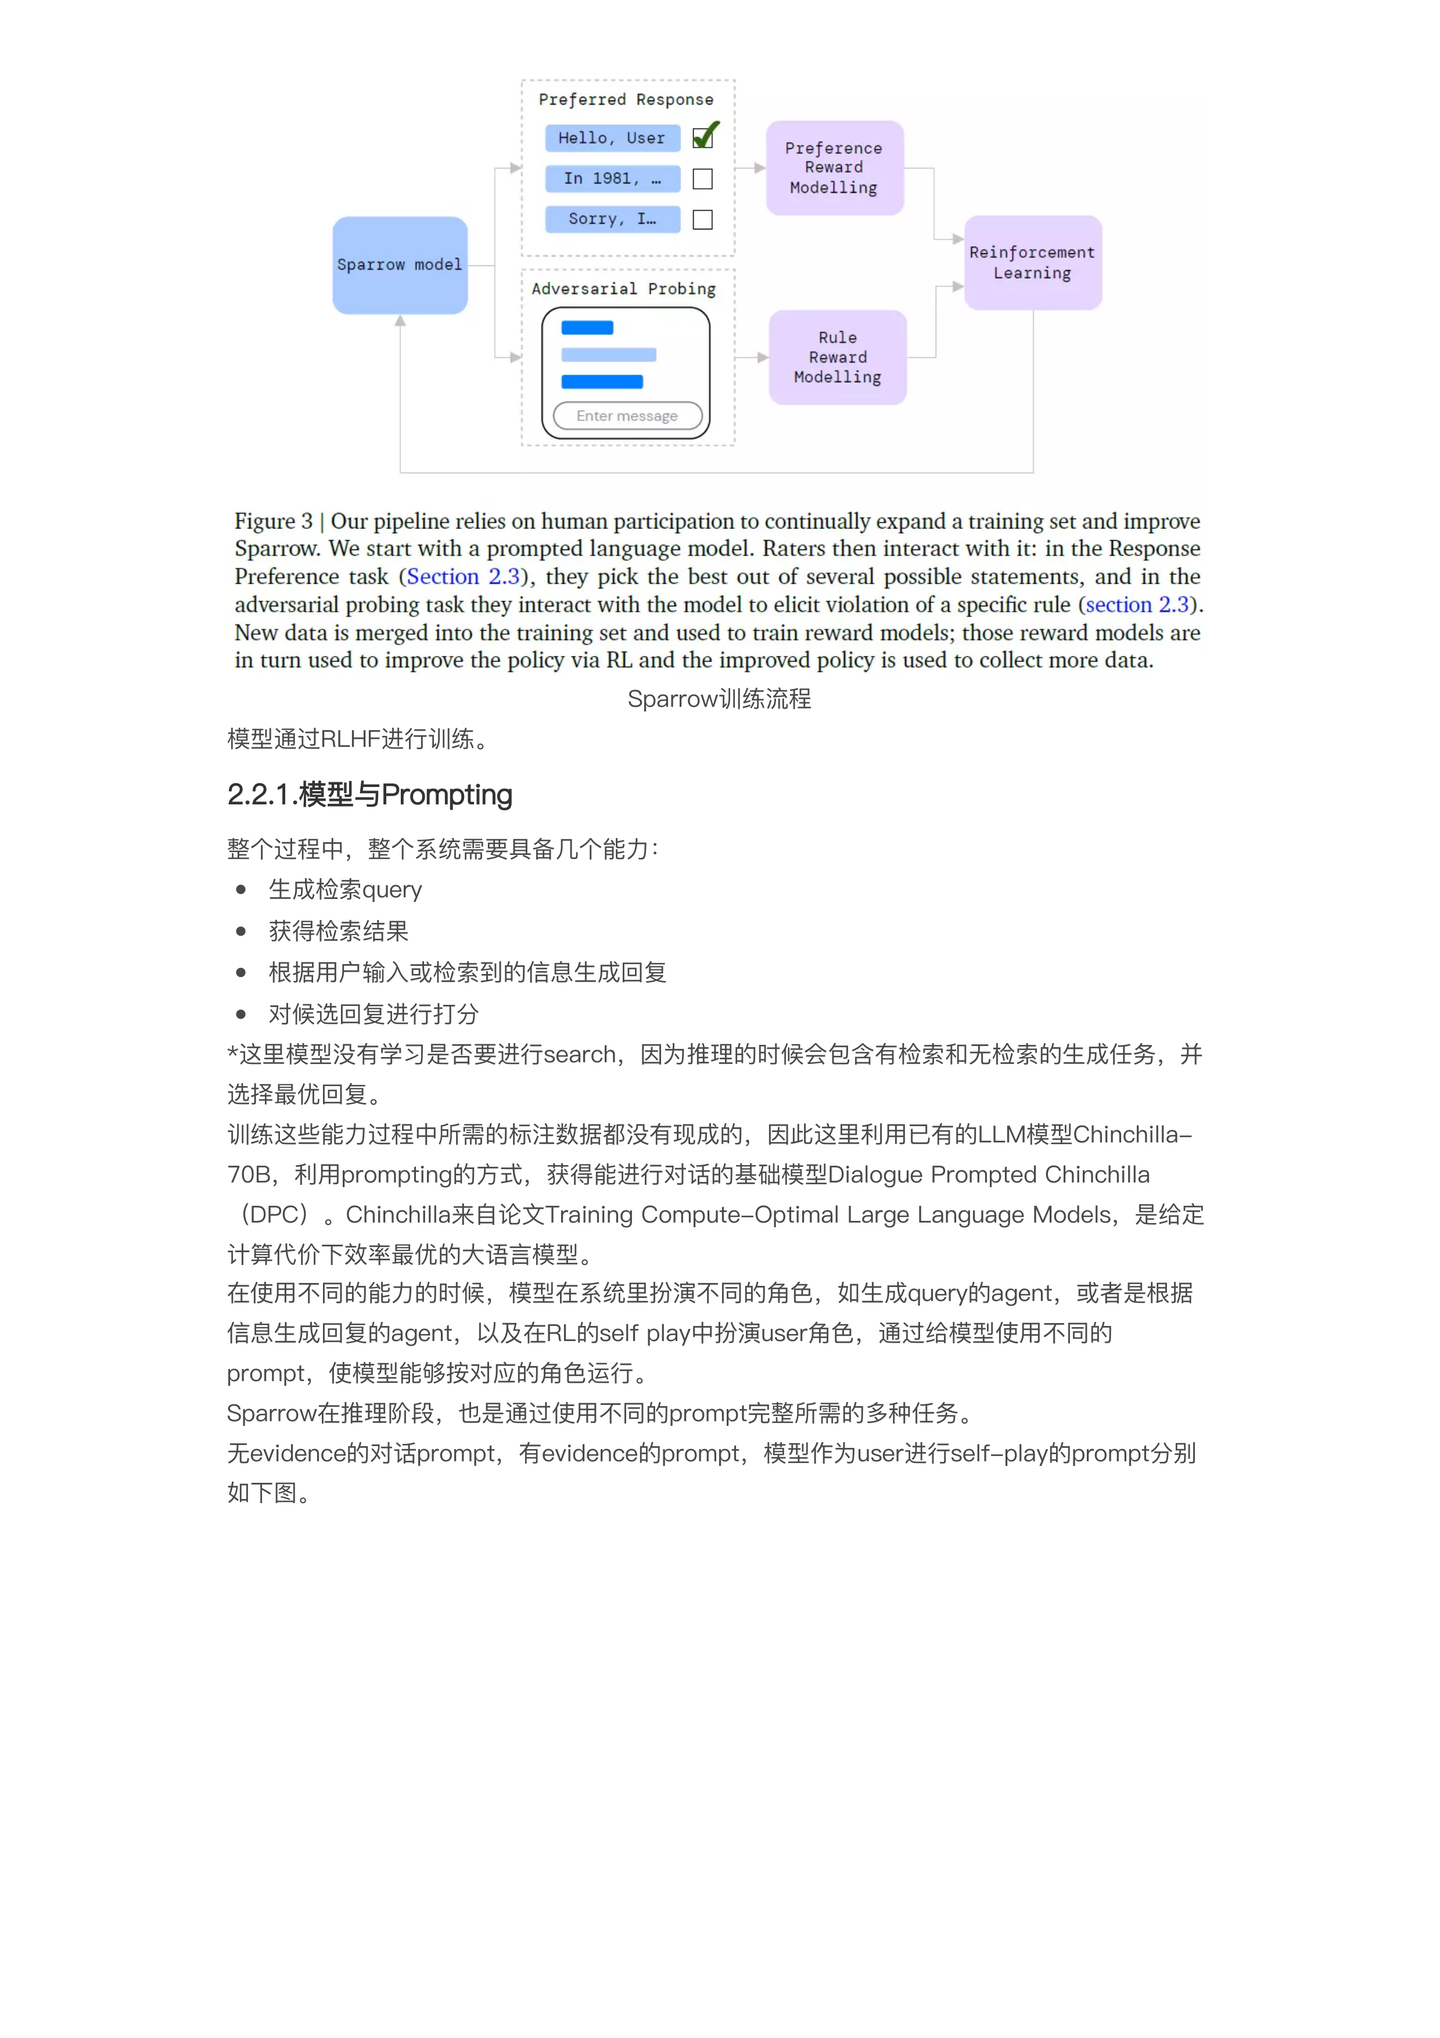 Preferred Response
Hello, User
In 1981, …
Sorry, I…
Preference
Reward
Modelling
Sparrow model
Reinforcement
Learning
Adversarial Probing
Enter message
Rule
Reward
Modelling
Figure 3 | Our pipeline relies on human participation to continually expand a training set and improve
Sparrow. We start with a prompted language model. Raters then interact with it: in the Response
Preference task (Section 2.3), they pick the best out of several possible statements, and in the
adversarial probing task they interact with the model to elicit violation of a specific rule (section 2.3).
New data is merged into the training set and used to train reward models; those reward models are
in turn used to improve the policy via RL and the improved policy is used to collect more data.
Sparrow训练流程
模型通过RLHF进行训练。
2.2.1.模型与Prompting
整个过程中，整个系统需要具备几个能力：
● 生成检索query
● 获得检索结果
● 根据用户输入或检索到的信息生成回复
● 对候选回复进行打分
*这里模型没有学习是否要进行search，因为推理的时候会包含有检索和无检索的生成任务，并
选择最优回复。
训练这些能力过程中所需的标注数据都没有现成的，因此这里利用已有的LLM模型Chinchilla-
70B，利用prompting的方式，获得能进行对话的基础模型Dialogue Prompted Chinchilla
（DPC）。Chinchilla来自论文Training Compute-Optimal Large Language Models，是给定
计算代价下效率最优的大语言模型。
在使用不同的能力的时候，模型在系统里扮演不同的角色，如生成query的agent，或者是根据
信息生成回复的agent，以及在RL的self play中扮演user角色，通过给模型使用不同的
prompt，使模型能够按对应的角色运行。
Sparrow在推理阶段，也是通过使用不同的prompt完整所需的多种任务。
无evidence的对话prompt，有evidence的prompt，模型作为user进行self-play的prompt分别
如下图。